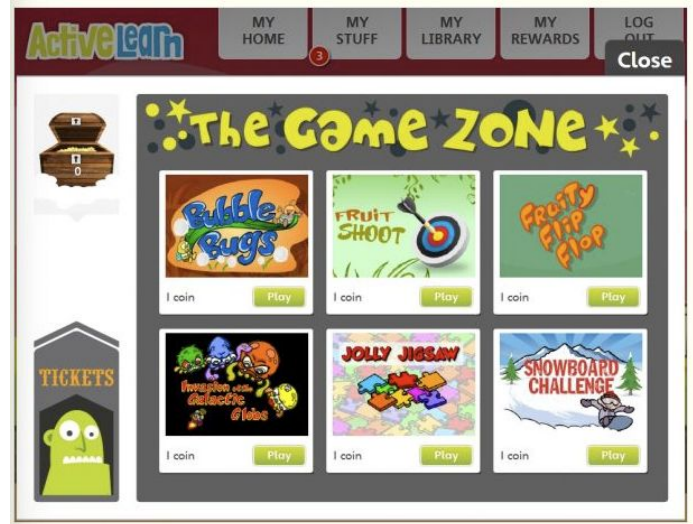 ActiveLearn
MY HOME
MY STUFF
3
MY LIBRARY
MY REWARDS
LOG OUT
Close
The Game Zone
0
Bubble Bugs
1 coin
Play
FRUIT SHOOT
1 coin
Play
FRUITY FLIP FLOP
1 coin
Play
TICKETS
Invasion of the Galactic Globs
1 coin
Play
JOLLY JIGSAW
1 coin
Play
SNOWBOARD CHALLENGE
1 coin
Play